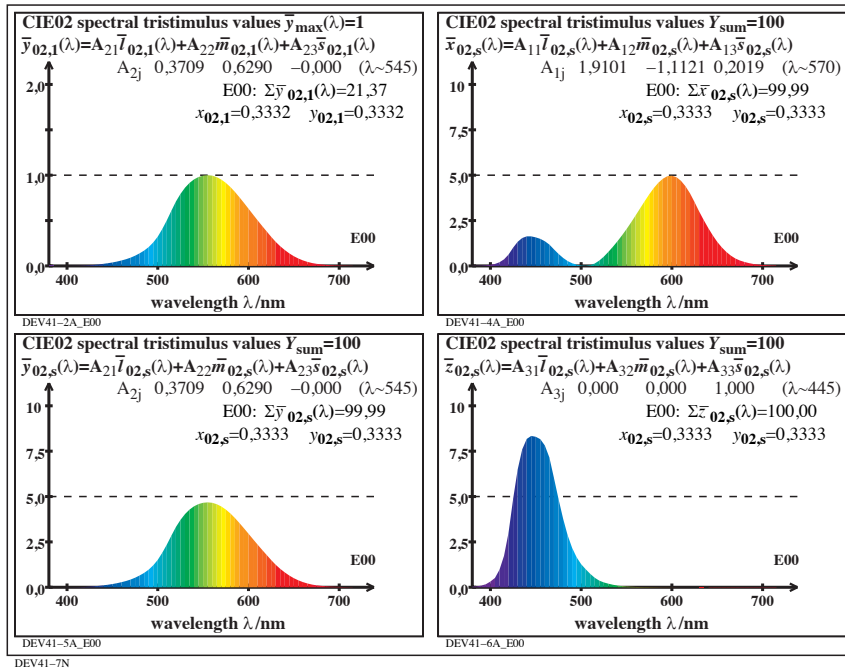 CIE02 spectral tristimulus values y̅max(λ)=1
y̅02,1(λ)=A21l̅02,1(λ)+A22m̅02,1(λ)+A23s̅02,1(λ)
A2j 0,3709 0,6290 −0,000 (λ~545)
E00: Σy̅02,1(λ)=21,37
x02,1=0,3332 y02,1=0,3332
2,0
1,0
0,0
E00
400 500 600 700
wavelength λ/nm
DEV41−2A_E00
CIE02 spectral tristimulus values Ysum=100
x̅02,s(λ)=A11l̅02,s(λ)+A12m̅02,s(λ)+A13s̅02,s(λ)
A1j 1,9101 −1,1121 0,2019 (λ~570)
E00: Σx̅02,s(λ)=99,99
x02,s=0,3333 y02,s=0,3333
10
7,5
5,0
2,5
0,0
E00
400 500 600 700
wavelength λ/nm
DEV41−4A_E00
CIE02 spectral tristimulus values Ysum=100
y̅02,s(λ)=A21l̅02,s(λ)+A22m̅02,s(λ)+A23s̅02,s(λ)
A2j 0,3709 0,6290 −0,000 (λ~545)
E00: Σy̅02,s(λ)=99,99
x02,s=0,3333 y02,s=0,3333
10
7,5
5,0
2,5
0,0
E00
400 500 600 700
wavelength λ/nm
DEV41−5A_E00
CIE02 spectral tristimulus values Ysum=100
z̅02,s(λ)=A31l̅02,s(λ)+A32m̅02,s(λ)+A33s̅02,s(λ)
A3j 0,000 0,000 1,000 (λ~445)
E00: Σz̅02,s(λ)=100,00
x02,s=0,3333 y02,s=0,3333
10
7,5
5,0
2,5
0,0
E00
400 500 600 700
wavelength λ/nm
DEV41−6A_E00
DEV41−7N